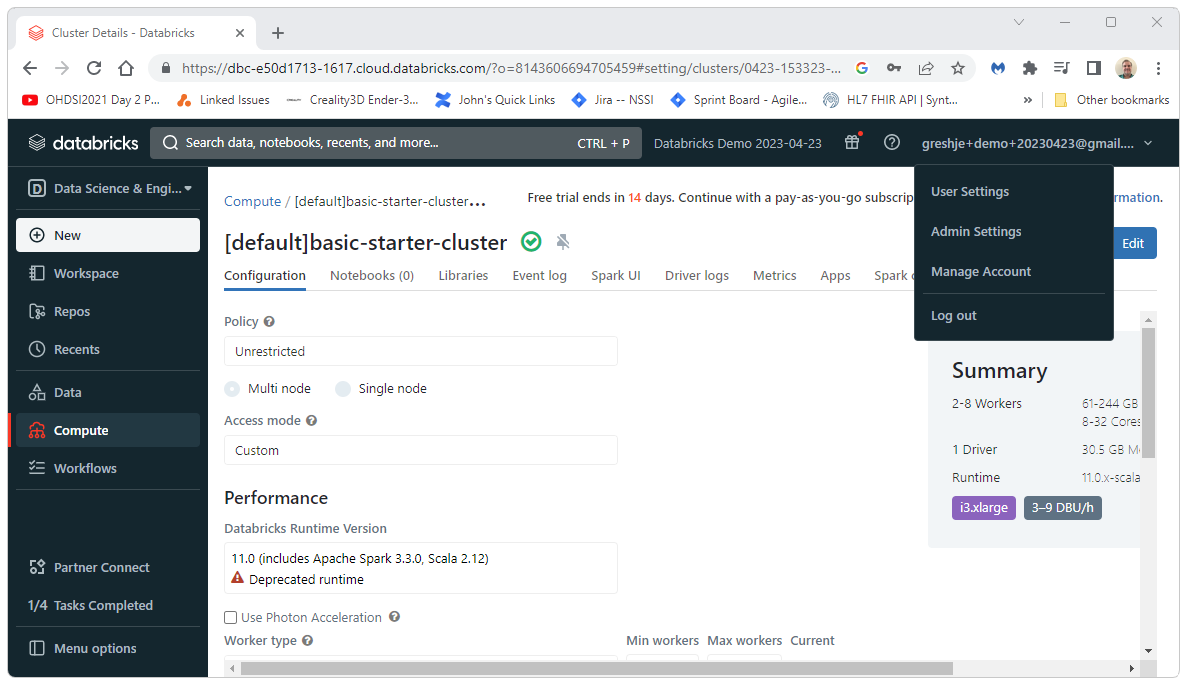 Cluster Details - Databricks
https://dbc-e50d1713-1617.cloud.databricks.com/?o=8143606694705459#setting/clusters/0423-153323-...
OHDSI2021 Day 2 P...
Linked Issues
Creality3D Ender-3...
John's Quick Links
Jira -- NSSI
Sprint Board - Agile...
HL7 FHIR API | Synt...
»
Other bookmarks
databricks
Search data, notebooks, recents, and more...
CTRL + P
Databricks Demo 2023-04-23
greshje+demo+20230423@gmail....
D Data Science & Engi...
New
Workspace
Repos
Recents
Data
Compute
Workflows
Partner Connect
1/4 Tasks Completed
Menu options
User Settings
Admin Settings
Manage Account
Log out
Compute / [default]basic-starter-cluster...
Free trial ends in 14 days. Continue with a pay-as-you-go
[default]basic-starter-cluster
Edit
Configuration
Notebooks (0)
Libraries
Event log
Spark UI
Driver logs
Metrics
Apps
Spark
Policy
Unrestricted
Multi node
Single node
Access mode
Custom
Performance
Databricks Runtime Version
11.0 (includes Apache Spark 3.3.0, Scala 2.12)
Deprecated runtime
Use Photon Acceleration
Worker type
Min workers
Max workers
Current
Summary
2-8 Workers
61-244 GB
8-32 Cores
1 Driver
30.5 GB
Runtime
11.0.x-scala
i3.xlarge
3–9 DBU/h